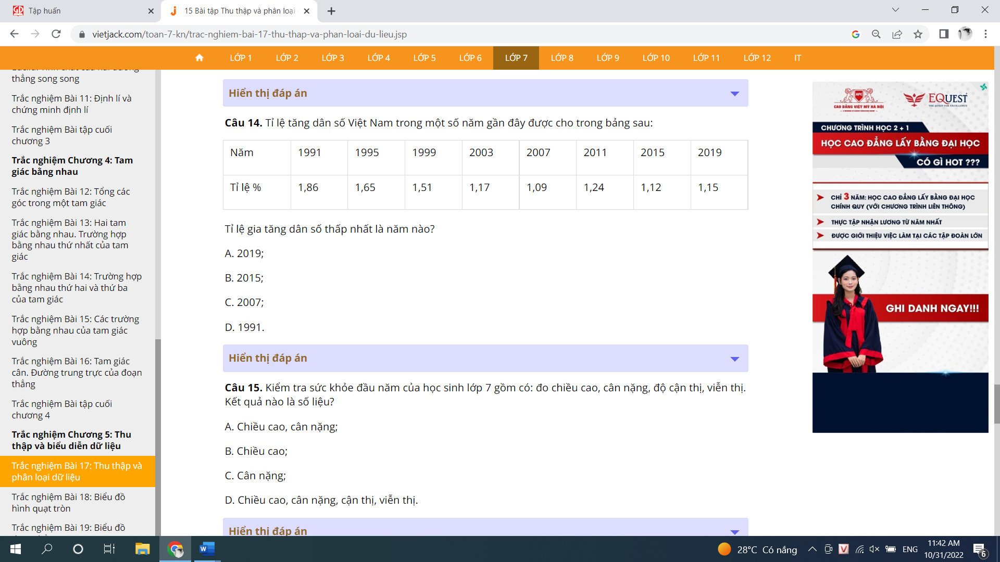 Tập huấn
15 Bài tập Thu thập và phân loại
vietjack.com/toan-7-kn/trac-nghiem-bai-17-thu-thap-va-phan-loai-du-lieu.jsp
LỚP 1 LỚP 2 LỚP 3 LỚP 4 LỚP 5 LỚP 6 LỚP 7 LỚP 8 LỚP 9 LỚP 10 LỚP 11 LỚP 12 IT
thẳng song song
Trắc nghiệm Bài 11: Định lí và
chứng minh định lí
Trắc nghiệm Bài tập cuối
chương 3
Trắc nghiệm Chương 4: Tam
giác bằng nhau
Trắc nghiệm Bài 12: Tổng các
góc trong một tam giác
Trắc nghiệm Bài 13: Hai tam
giác bằng nhau. Trường hợp
bằng nhau thứ nhất của tam
giác
Trắc nghiệm Bài 14: Trường hợp
bằng nhau thứ hai và thứ ba
của tam giác
Trắc nghiệm Bài 15: Các trường
hợp bằng nhau của tam giác
vuông
Trắc nghiệm Bài 16: Tam giác
cân. Đường trung trực của đoạn
thẳng
Trắc nghiệm Bài tập cuối
chương 4
Trắc nghiệm Chương 5: Thu
thập và biểu diễn dữ liệu
Trắc nghiệm Bài 17: Thu thập và
phân loại dữ liệu
Trắc nghiệm Bài 18: Biểu đồ
hình quạt tròn
Trắc nghiệm Bài 19: Biểu đồ
Hiển thị đáp án
Câu 14. Tỉ lệ tăng dân số Việt Nam trong một số năm gần đây được cho trong bảng sau:
Năm 1991 1995 1999 2003 2007 2011 2015 2019
Tỉ lệ % 1,86 1,65 1,51 1,17 1,09 1,24 1,12 1,15
Tỉ lệ gia tăng dân số thấp nhất là năm nào?
A. 2019;
B. 2015;
C. 2007;
D. 1991.
Hiển thị đáp án
Câu 15. Kiểm tra sức khỏe đầu năm của học sinh lớp 7 gồm có: đo chiều cao, cân nặng, độ cận thị, viễn thị.
Kết quả nào là số liệu?
A. Chiều cao, cân nặng;
B. Chiều cao;
C. Cân nặng;
D. Chiều cao, cân nặng, cận thị, viễn thị.
Hiển thị đáp án
APC
CAO ĐẲNG VIỆT MỸ HÀ NỘI
EQUEST
THE QUEST FOR EXCELLENCE
CHƯƠNG TRÌNH HỌC 2 + 1
HỌC CAO ĐẲNG LẤY BẰNG ĐẠI HỌC
CÓ GÌ HOT ???
CHỈ 3 NĂM: HỌC CAO ĐẲNG LẤY BẰNG ĐẠI HỌC
CHÍNH QUY (VỚI CHƯƠNG TRÌNH LIÊN THÔNG)
THỰC TẬP NHẬN LƯƠNG TỪ NĂM NHẤT
ĐƯỢC GIỚI THIỆU VIỆC LÀM TẠI CÁC TẬP ĐOÀN LỚN
GHI DANH NGAY!!!
28°C Có nắng
ENG
11:42 AM
10/31/2022
6